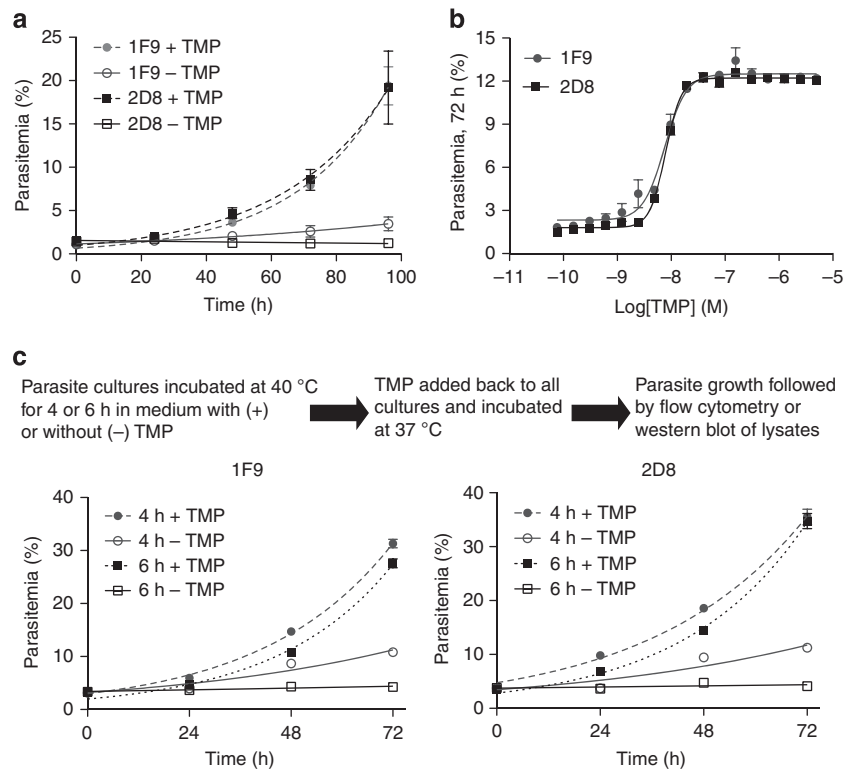 a
25
20
15
10
5
0
Parasitemia (%)
1F9 + TMP
1F9 – TMP
2D8 + TMP
2D8 – TMP
0 20 40 60 80 100
Time (h)
b
15
12
9
6
3
0
Parasitemia, 72 h (%)
1F9
2D8
–11 –10 –9 –8 –7 –6 –5
Log[TMP] (M)
c
Parasite cultures incubated at 40 °C
for 4 or 6 h in medium with (+)
or without (–) TMP
TMP added back to all
cultures and incubated
at 37 °C
Parasite growth followed
by flow cytometry or
western blot of lysates
1F9
40
30
20
10
0
Parasitemia (%)
4 h + TMP
4 h – TMP
6 h + TMP
6 h – TMP
0 24 48 72
Time (h)
2D8
40
30
20
10
0
Parasitemia (%)
4 h + TMP
4 h – TMP
6 h + TMP
6 h – TMP
0 24 48 72
Time (h)